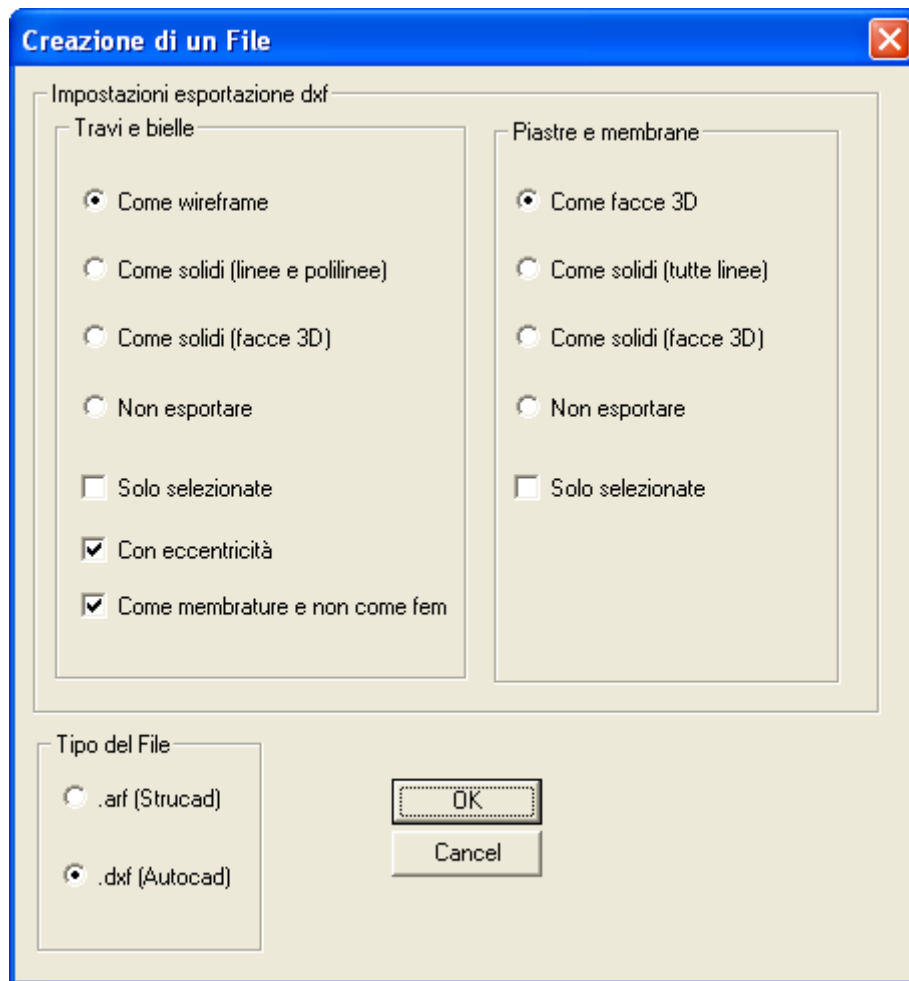 Creazione di un File
Impostazioni esportazione dxf
Travi e bielle
Come wireframe
Come solidi (linee e polilinee)
Come solidi (facce 3D)
Non esportare
Solo selezionate
Con eccentricità
Come membrature e non come fem
Piastre e membrane
Come facce 3D
Come solidi (tutte linee)
Come solidi (facce 3D)
Non esportare
Solo selezionate
Tipo del File
.arf (Strucad)
.dxf (Autocad)
OK
Cancel